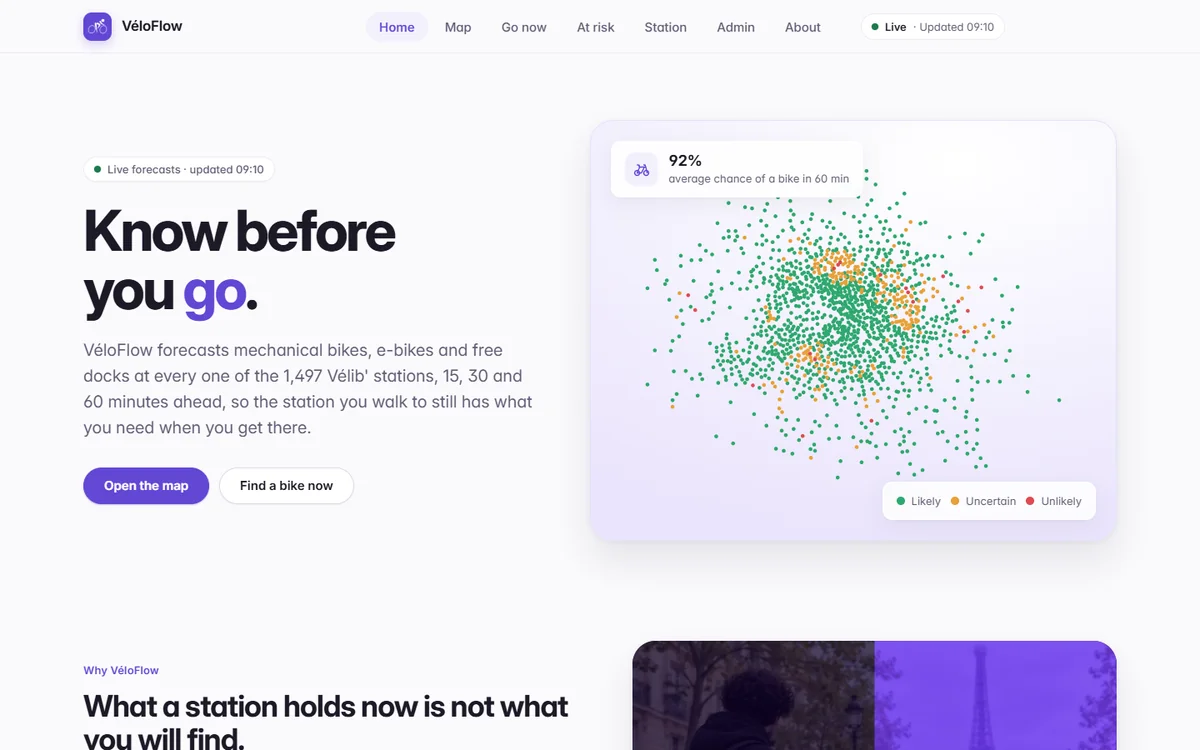 VéloFlow
Home Map Go now At risk Station Admin About
Live · Updated 09:10
Live forecasts · updated 09:10
Know before
you go.
VéloFlow forecasts mechanical bikes, e-bikes and free
docks at every one of the 1,497 Vélib' stations, 15, 30 and
60 minutes ahead, so the station you walk to still has what
you need when you get there.
Open the map Find a bike now
92%
average chance of a bike in 60 min
Likely Uncertain Unlikely
Why VéloFlow
What a station holds now is not what
you will find.